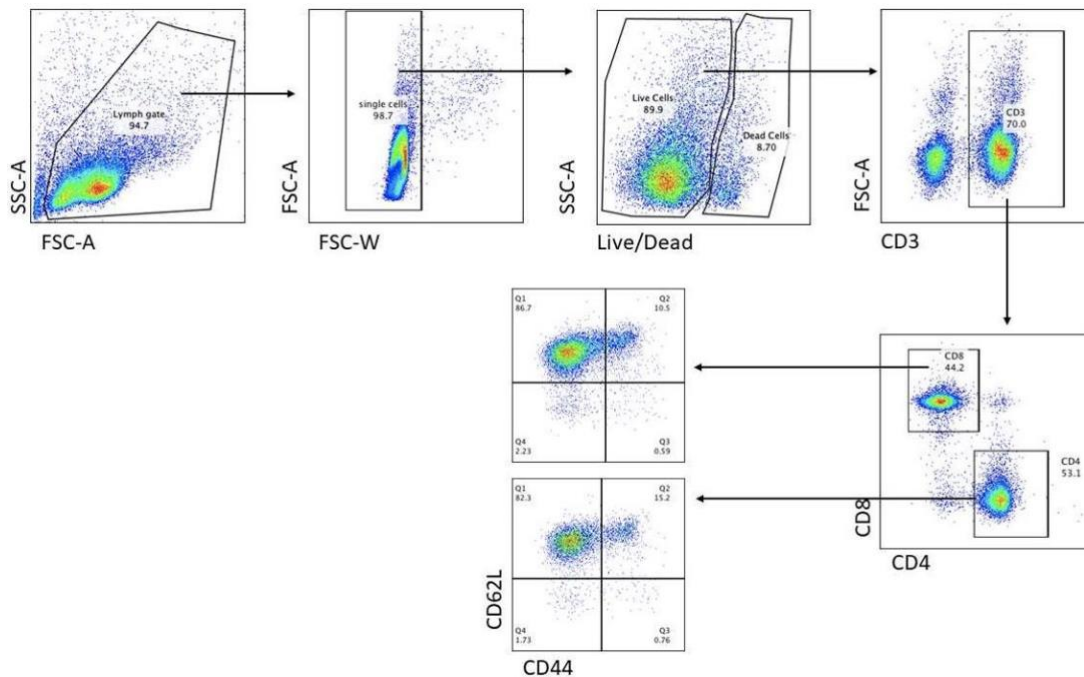 SSC-A
Lymph gate
94.7
FSC-A
FSC-A
single cells
98.7
FSC-W
SSC-A
Live Cells
89.9
Dead Cells
8.70
Live/Dead
FSC-A
CD3
70.0
CD3
Q1
86.7
Q2
10.5
Q4
2.23
Q3
0.59
CD8
44.2
CD4
53.1
CD8
CD4
Q1
82.3
Q2
15.2
CD62L
Q4
1.73
Q3
0.76
CD44